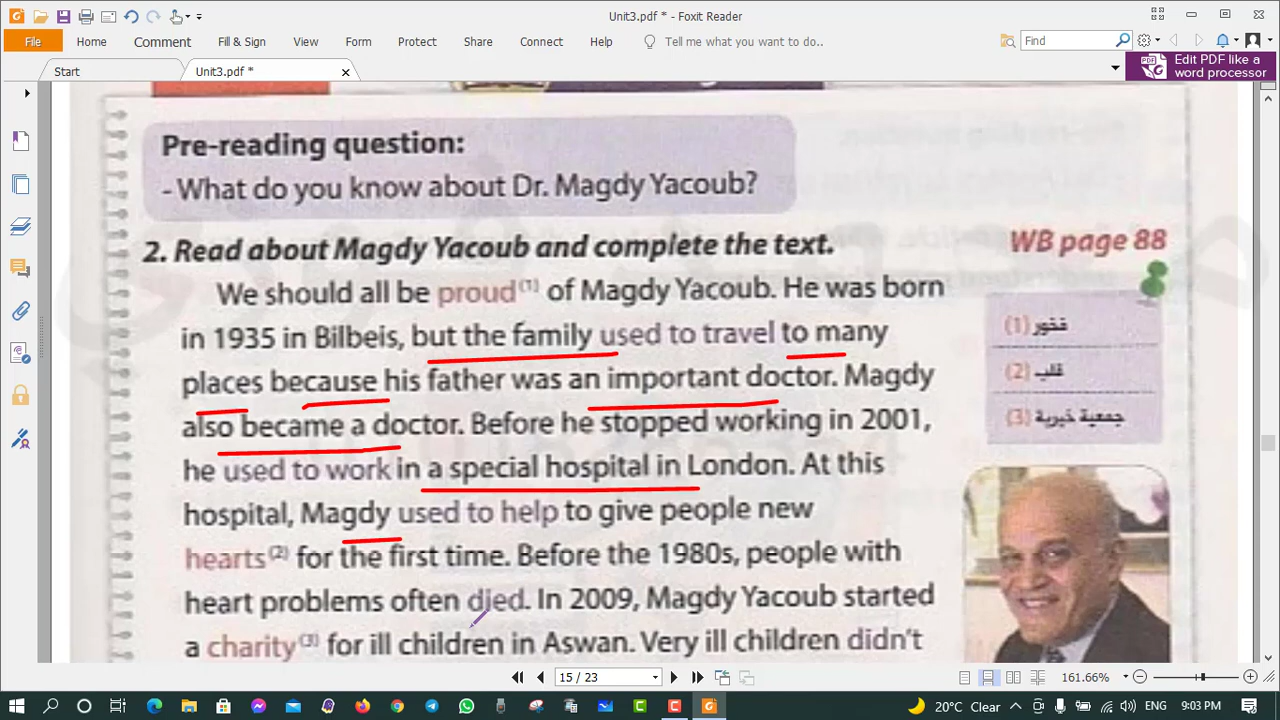 Unit3.pdf * - Foxit Reader
File
Home
Comment
Fill & Sign
View
Form
Protect
Share
Connect
Help
Tell me what you want to do..
Find
Start
Unit3.pdf *
Edit PDF like a
word processor
Pre-reading question:
- What do you know about Dr. Magdy Yacoub?
2. Read about Magdy Yacoub and complete the text.
WB page 88
We should all be proud(1) of Magdy Yacoub. He was born
in 1935 in Bilbeis, but the family used to travel to many
places because his father was an important doctor. Magdy
also became a doctor. Before he stopped working in 2001,
he used to work in a special hospital in London. At this
hospital, Magdy used to help to give people new
hearts(2) for the first time. Before the 1980s, people with
heart problems often died. In 2009, Magdy Yacoub started
a charity(3) for ill children in Aswan. Very ill children didn't
(1) فخور
(2) قلب
(3) جمعية خيرية
15 / 23
161.66%
20°C Clear
ENG
9:03 PM